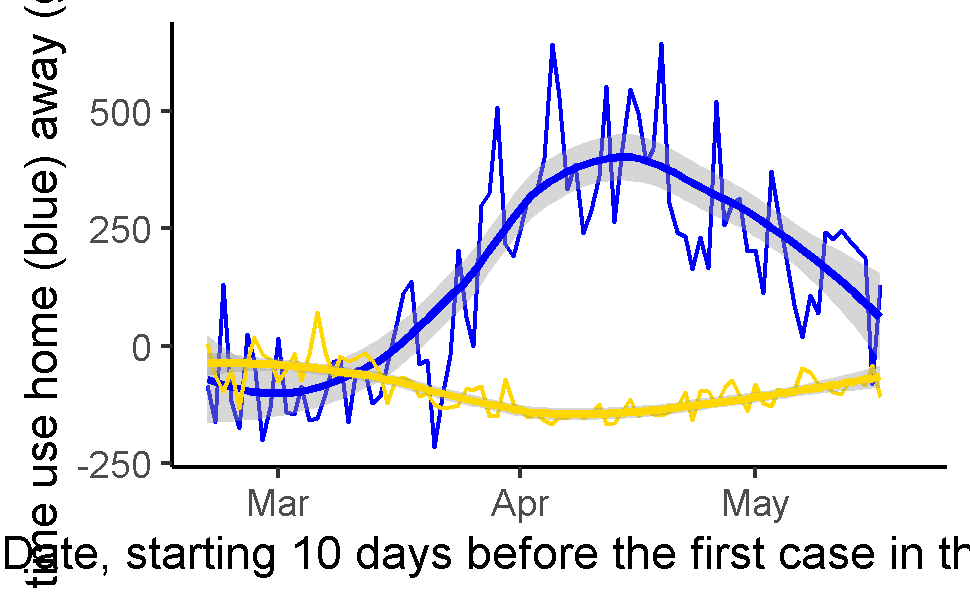 time use home (blue) away (
500
250
0
-250
Mar
Apr
May
Date, starting 10 days before the first case in th